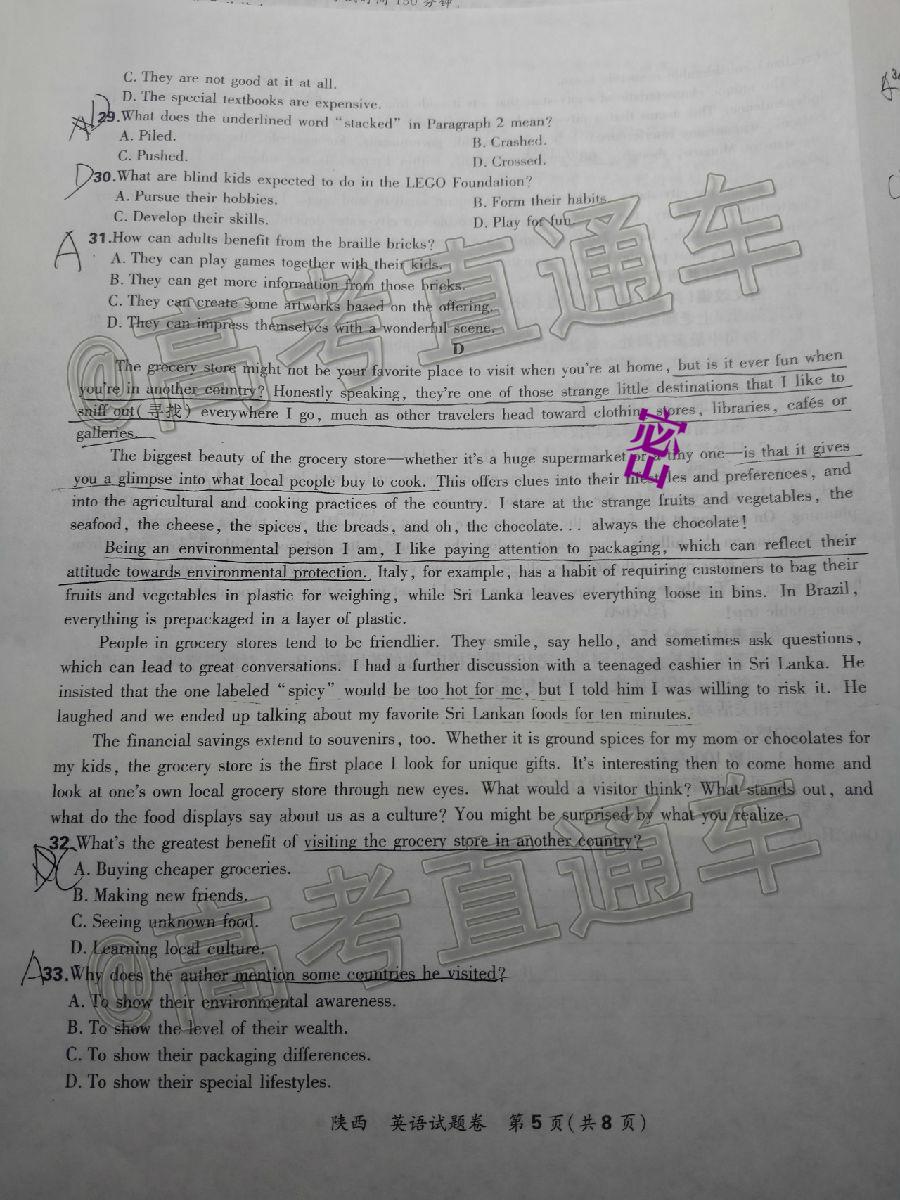 150 分钟
C. They are not good at it at all.
D. The special textbooks are expensive.
29.What does the underlined word "stacked" in Paragraph 2 mean?
A. Piled.
B. Crashed.
C. Pushed.
D. Crossed.
D
30.What are blind kids expected to do in the LEGO Foundation?
A. Pursue their hobbies.
B. Form their habits.
C. Develop their skills.
D. Play for fun.
A
31.How can adults benefit from the braille bricks?
A. They can play games together with their kids.
B. They can get more information from those bricks.
C. They can create some artworks based on the offering.
D. They can impress themselves with a wonderful scene.
D
The grocery store might not be your favorite place to visit when you're at home, but is it ever fun when
you're in another country? Honestly speaking, they're one of those strange little destinations that I like to
sniff out(寻找) everywhere I go, much as other travelers head toward clothing stores, libraries, cafés or
galleries.
The biggest beauty of the grocery store—whether it's a huge supermarket or a tiny one—is that it gives
you a glimpse into what local people buy to cook. This offers clues into their lifestyles and preferences, and
into the agricultural and cooking practices of the country. I stare at the strange fruits and vegetables, the
seafood, the cheese, the spices, the breads, and oh, the chocolate... always the chocolate!
Being an environmental person I am, I like paying attention to packaging, which can reflect their
attitude towards environmental protection. Italy, for example, has a habit of requiring customers to bag their
fruits and vegetables in plastic for weighing, while Sri Lanka leaves everything loose in bins. In Brazil,
everything is prepackaged in a layer of plastic.
People in grocery stores tend to be friendlier. They smile, say hello, and sometimes ask questions,
which can lead to great conversations. I had a further discussion with a teenaged cashier in Sri Lanka. He
insisted that the one labeled "spicy" would be too hot for me, but I told him I was willing to risk it. He
laughed and we ended up talking about my favorite Sri Lankan foods for ten minutes.
The financial savings extend to souvenirs, too. Whether it is ground spices for my mom or chocolates for
my kids, the grocery store is the first place I look for unique gifts. It's interesting then to come home and
look at one's own local grocery store through new eyes. What would a visitor think? What stands out, and
what do the food displays say about us as a culture? You might be surprised by what you realize.
32.What's the greatest benefit of visiting the grocery store in another country?
A. Buying cheaper groceries.
B. Making new friends.
C. Seeing unknown food.
D. Learning local culture.
A
33.Why does the author mention some countries he visited?
A. To show their environmental awareness.
B. To show the level of their wealth.
C. To show their packaging differences.
D. To show their special lifestyles.
陕西 英语试题卷 第5页(共8页)
@高考直通车
@高考直通车
密